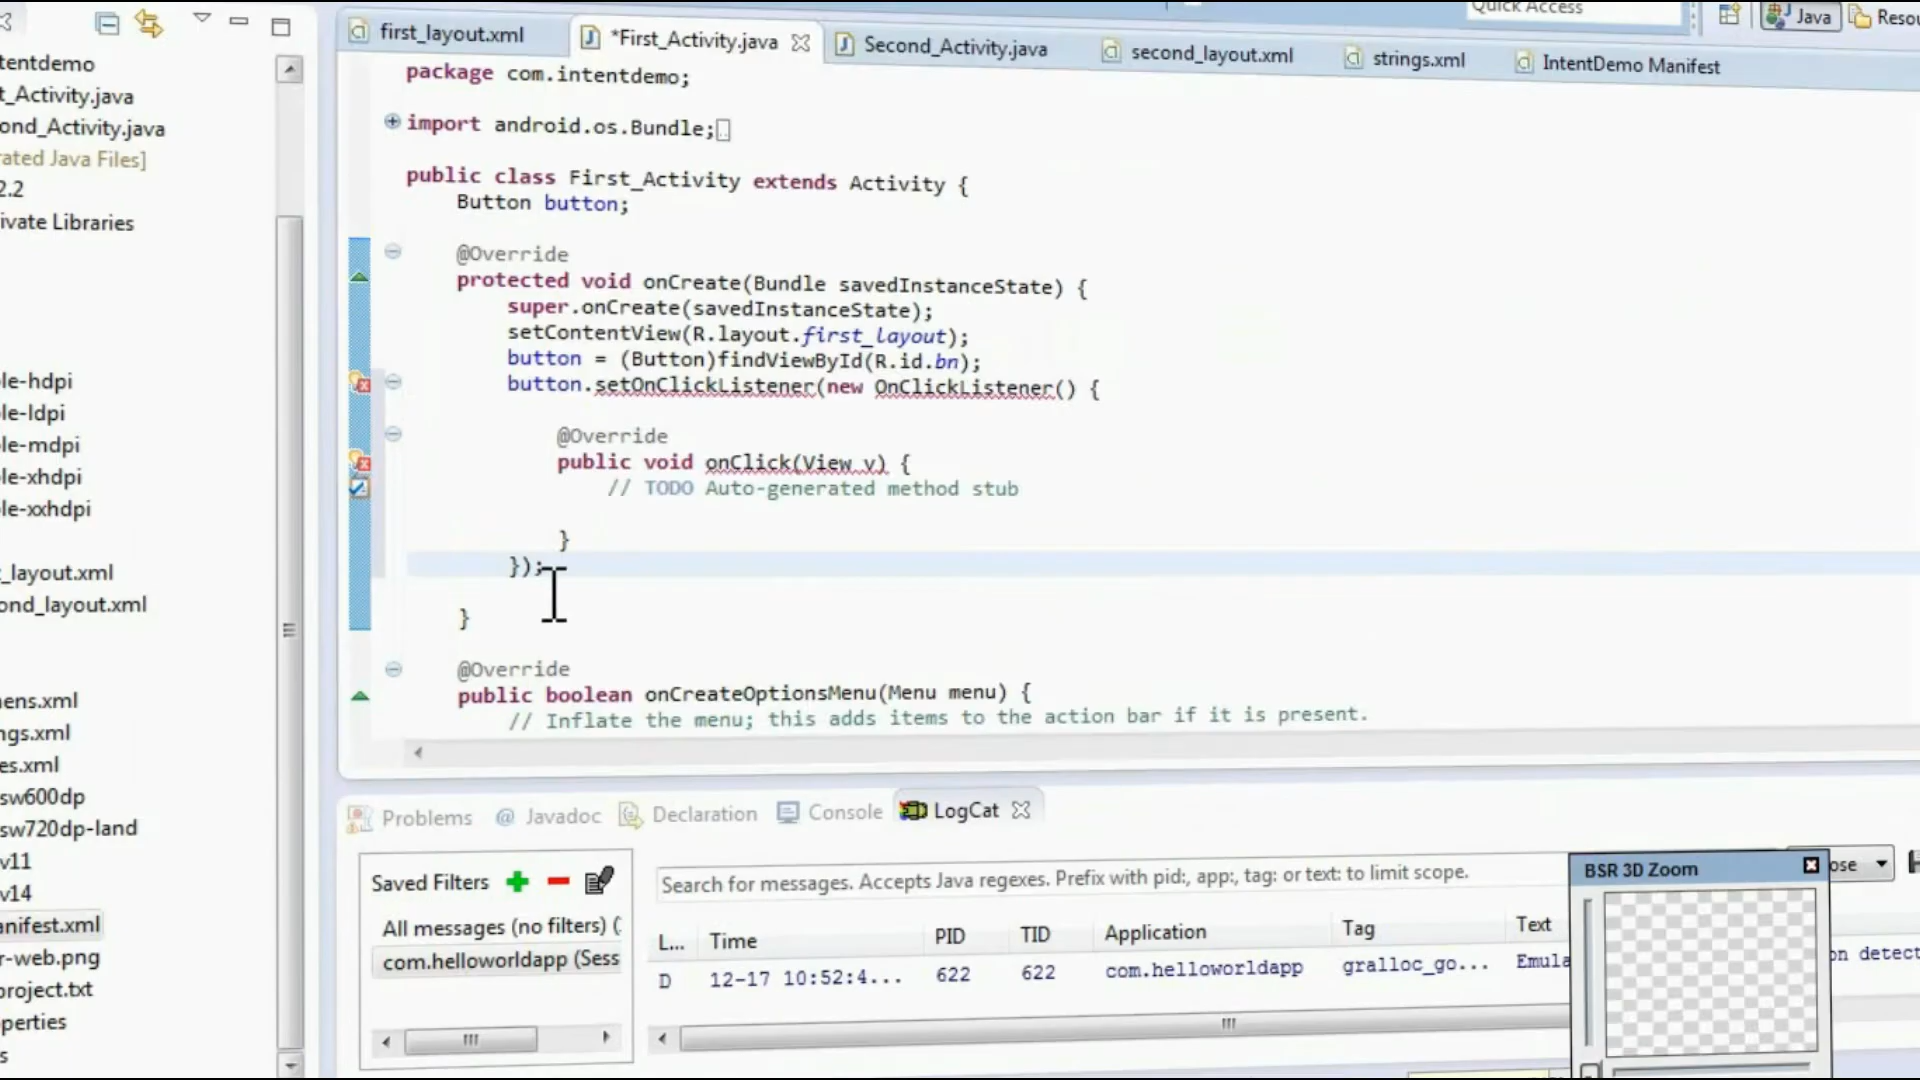 Quick Access
Java
Resou
first_layout.xml
*First_Activity.java
Second_Activity.java
second_layout.xml
strings.xml
IntentDemo Manifest
tentdemo
t_Activity.java
ond_Activity.java
rated Java Files]
2.2
ivate Libraries
le-hdpi
le-ldpi
le-mdpi
le-xhdpi
le-xxhdpi
t_layout.xml
ond_layout.xml
ens.xml
ngs.xml
es.xml
sw600dp
sw720dp-land
v11
v14
anifest.xml
r-web.png
project.txt
perties
s
package com.intentdemo;
import android.os.Bundle;
public class First_Activity extends Activity {
Button button;
@Override
protected void onCreate(Bundle savedInstanceState) {
super.onCreate(savedInstanceState);
setContentView(R.layout.first_layout);
button = (Button)findViewById(R.id.bn);
button.setOnClickListener(new OnClickListener() {
@Override
public void onClick(View v) {
// TODO Auto-generated method stub
}
});
}
@Override
public boolean onCreateOptionsMenu(Menu menu) {
// Inflate the menu; this adds items to the action bar if it is present.
Problems
@ Javadoc
Declaration
Console
LogCat
Saved Filters
All messages (no filters) (
com.helloworldapp (Sess
Search for messages. Accepts Java regexes. Prefix with pid:, app:, tag: or text: to limit scope.
ose
L... Time PID TID Application Tag Text
D 12-17 10:52:4... 622 622 com.helloworldapp gralloc_go... Emula
on detect
BSR 3D Zoom